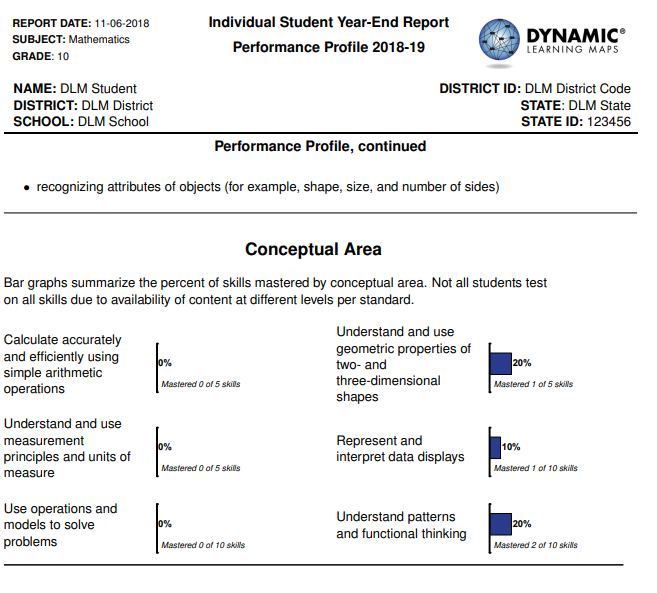 REPORT DATE: 11-06-2018
SUBJECT: Mathematics
GRADE: 10
Individual Student Year-End Report
Performance Profile 2018-19
DYNAMIC®
LEARNING MAPS
NAME: DLM Student
DISTRICT: DLM District
SCHOOL: DLM School
DISTRICT ID: DLM District Code
STATE: DLM State
STATE ID: 123456
Performance Profile, continued
• recognizing attributes of objects (for example, shape, size, and number of sides)
Conceptual Area
Bar graphs summarize the percent of skills mastered by conceptual area. Not all students test
on all skills due to availability of content at different levels per standard.
Calculate accurately
and efficiently using
simple arithmetic
operations
0%
Mastered 0 of 5 skills
Understand and use
geometric properties of
two- and
three-dimensional
shapes
20%
Mastered 1 of 5 skills
Understand and use
measurement
principles and units of
measure
0%
Mastered 0 of 5 skills
Represent and
interpret data displays
10%
Mastered 1 of 10 skills
Use operations and
models to solve
problems
0%
Mastered 0 of 10 skills
Understand patterns
and functional thinking
20%
Mastered 2 of 10 skills